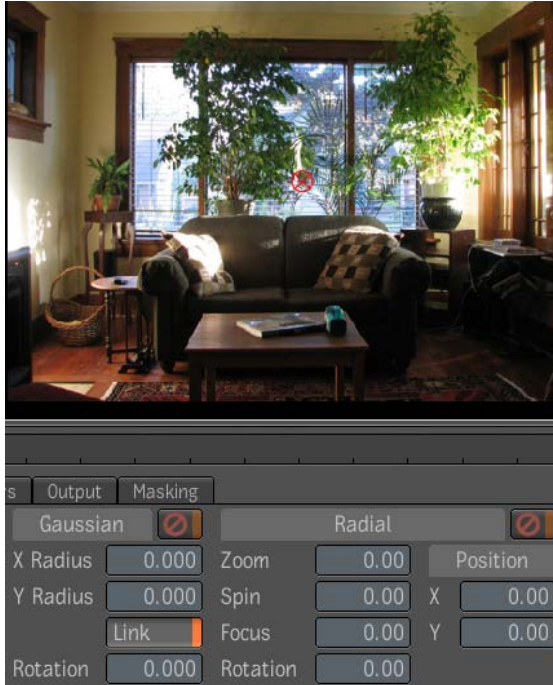 s Output Masking
Gaussian Radial
X Radius 0.000 Zoom 0.00 Position
Y Radius 0.000 Spin 0.00 X 0.00
Link Focus 0.00 Y 0.00
Rotation 0.000 Rotation 0.00